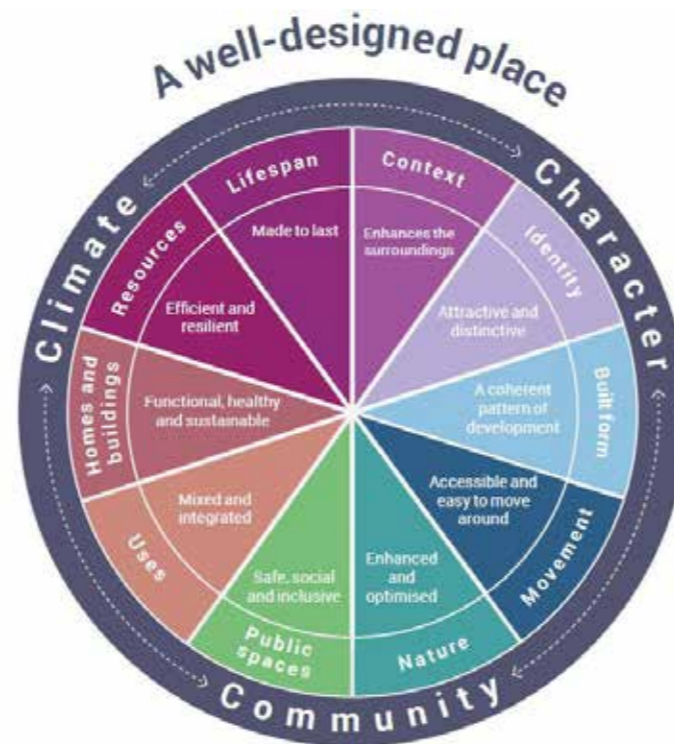 A well-designed place
Climate
Character
Community
Context
Enhances the
surroundings
Identity
Attractive and
distinctive
Built form
A coherent
pattern of
development
Movement
Accessible and
easy to move
around
Nature
Enhanced
and
optimised
Public
spaces
Safe, social
and inclusive
Uses
Mixed and
integrated
Homes and
buildings
Functional, healthy
and sustainable
Resources
Efficient and
resilient
Lifespan
Made to last